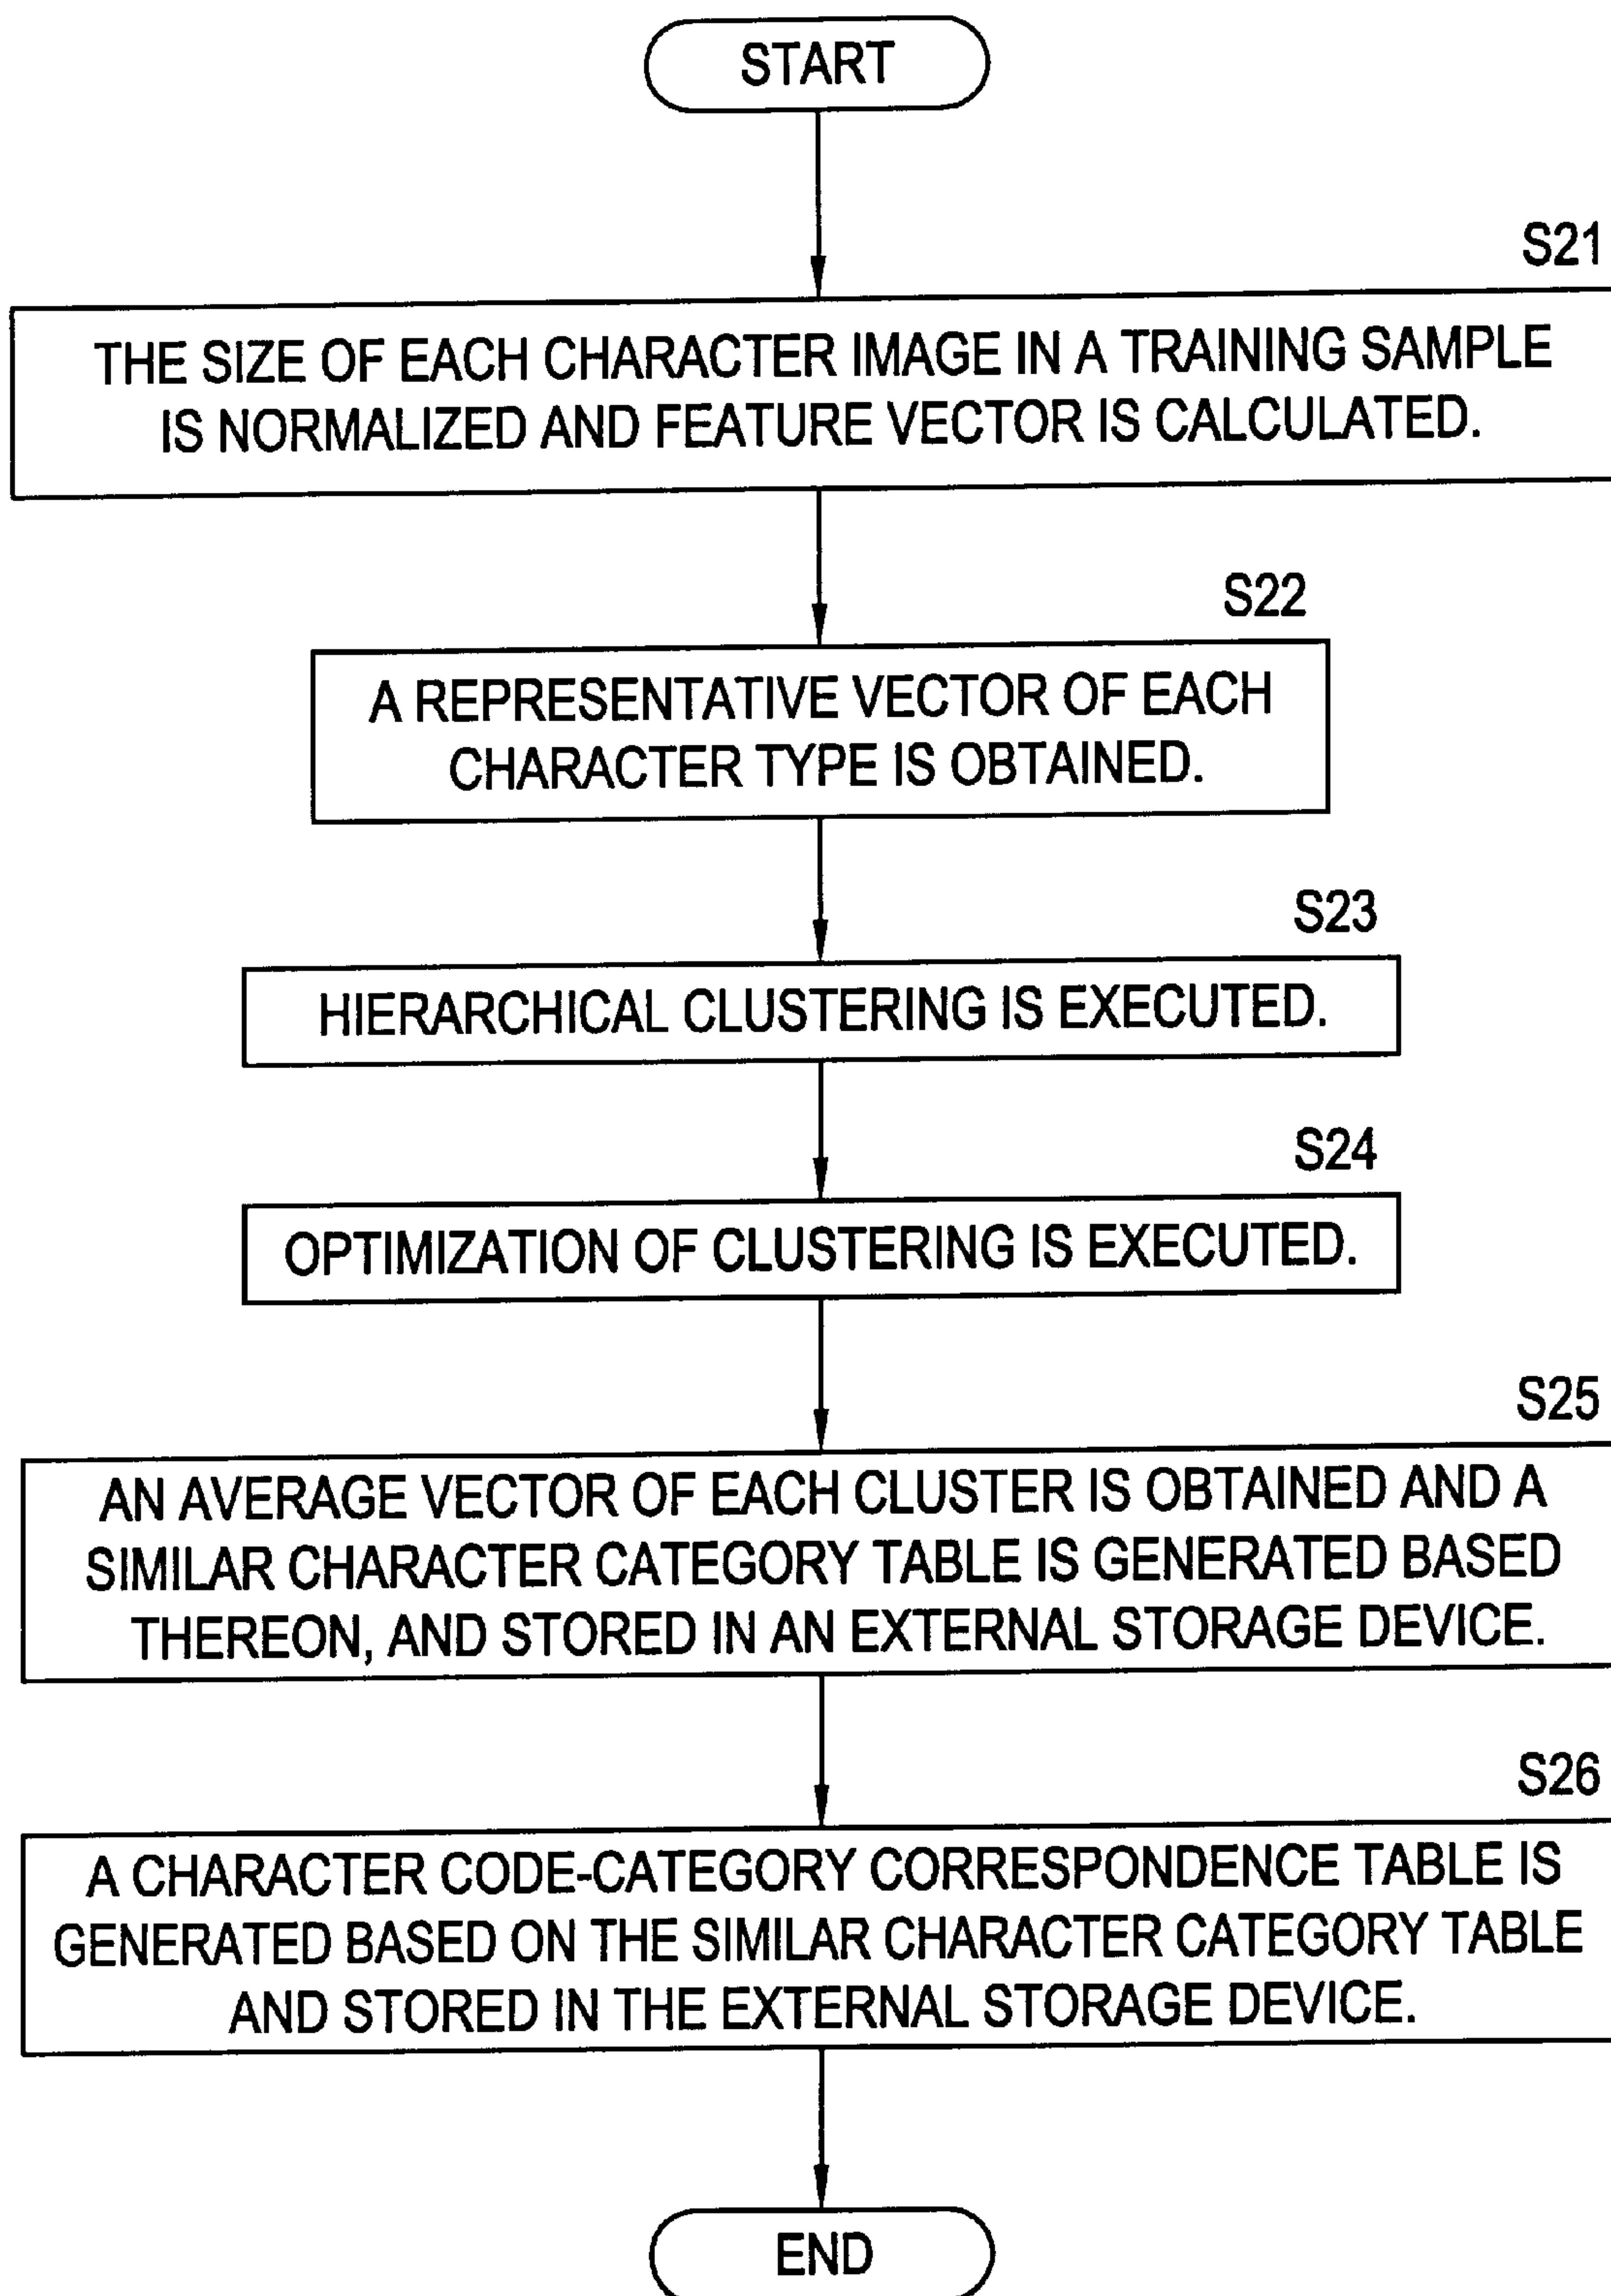 START
S21
THE SIZE OF EACH CHARACTER IMAGE IN A TRAINING SAMPLE
IS NORMALIZED AND FEATURE VECTOR IS CALCULATED.
S22
A REPRESENTATIVE VECTOR OF EACH
CHARACTER TYPE IS OBTAINED.
S23
HIERARCHICAL CLUSTERING IS EXECUTED.
S24
OPTIMIZATION OF CLUSTERING IS EXECUTED.
S25
AN AVERAGE VECTOR OF EACH CLUSTER IS OBTAINED AND A
SIMILAR CHARACTER CATEGORY TABLE IS GENERATED BASED
THEREON, AND STORED IN AN EXTERNAL STORAGE DEVICE.
S26
A CHARACTER CODE-CATEGORY CORRESPONDENCE TABLE IS
GENERATED BASED ON THE SIMILAR CHARACTER CATEGORY TABLE
AND STORED IN THE EXTERNAL STORAGE DEVICE.
END